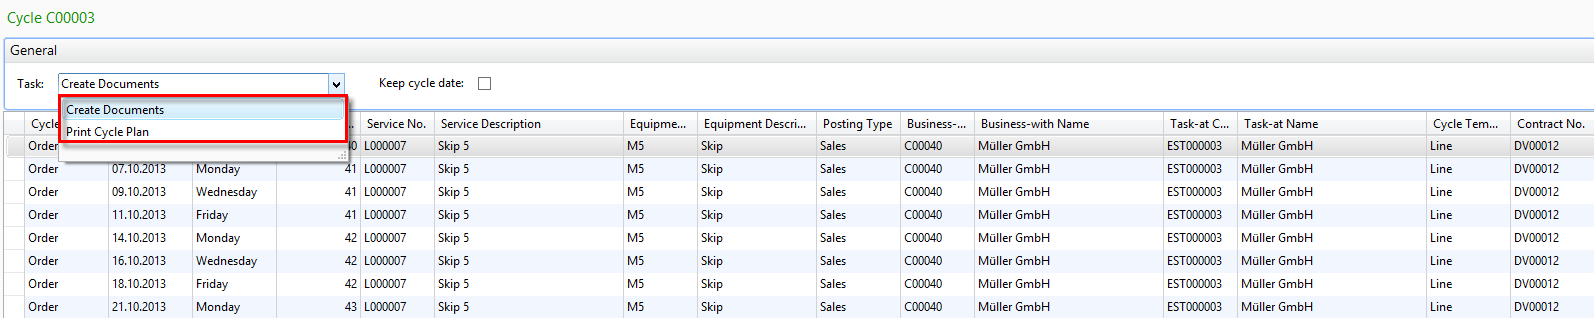 Cycle C00003
General
Task: Create Documents Keep cycle date:
Create Documents
Print Cycle Plan
Cycle .. Service No. Service Description Equipme... Equipment Descri... Posting Type Business-... Business-with Name Task-at C... Task-at Name Cycle Tem... Contract No.
Order 40 L000007 Skip 5 M5 Skip Sales C00040 Müller GmbH EST000003 Müller GmbH Line DV00012
Order 07.10.2013 Monday 41 L000007 Skip 5 M5 Skip Sales C00040 Müller GmbH EST000003 Müller GmbH Line DV00012
Order 09.10.2013 Wednesday 41 L000007 Skip 5 M5 Skip Sales C00040 Müller GmbH EST000003 Müller GmbH Line DV00012
Order 11.10.2013 Friday 41 L000007 Skip 5 M5 Skip Sales C00040 Müller GmbH EST000003 Müller GmbH Line DV00012
Order 14.10.2013 Monday 42 L000007 Skip 5 M5 Skip Sales C00040 Müller GmbH EST000003 Müller GmbH Line DV00012
Order 16.10.2013 Wednesday 42 L000007 Skip 5 M5 Skip Sales C00040 Müller GmbH EST000003 Müller GmbH Line DV00012
Order 18.10.2013 Friday 42 L000007 Skip 5 M5 Skip Sales C00040 Müller GmbH EST000003 Müller GmbH Line DV00012
Order 21.10.2013 Monday 43 L000007 Skip 5 M5 Skip Sales C00040 Müller GmbH EST000003 Müller GmbH Line DV00012